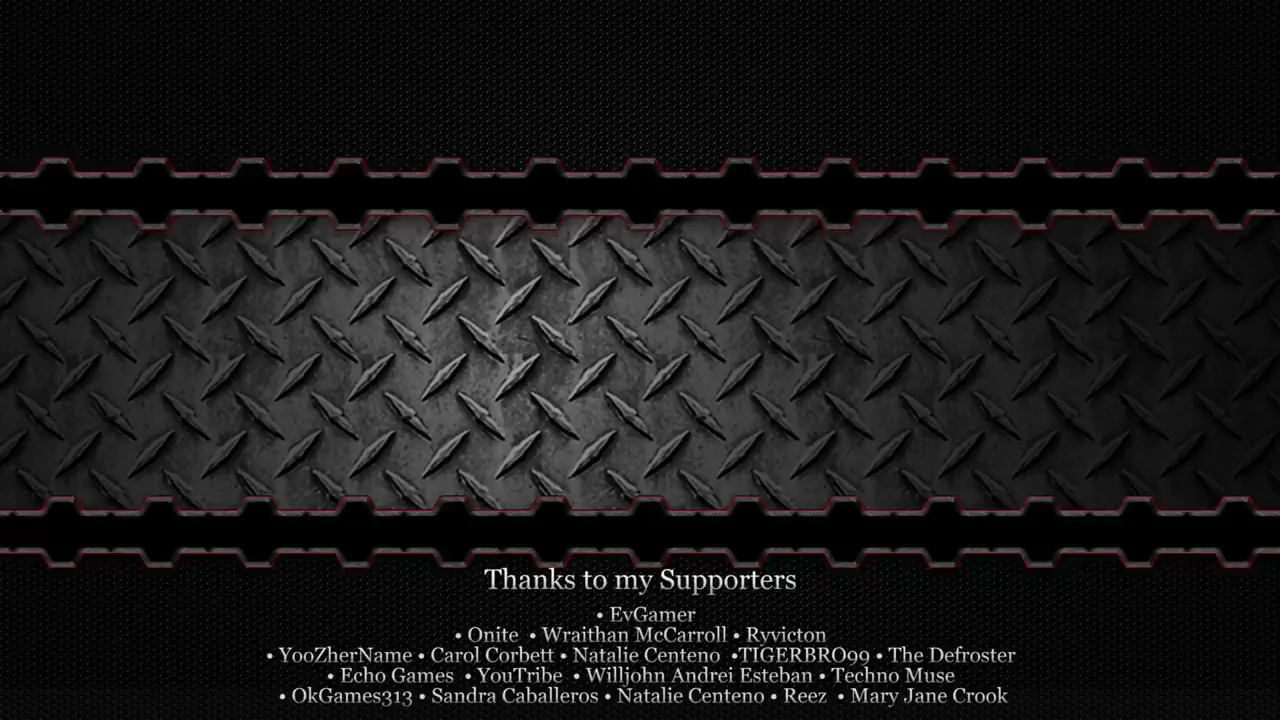 Thanks to my Supporters
• EvGamer
• Onite • Wraithan McCarroll • Ryvicton
• YooZherName • Carol Corbett • Natalie Centeno •TIGERBRO99 • The Defroster
• Echo Games • YouTribe • Willjohn Andrei Esteban • Techno Muse
• OkGames313 • Sandra Caballeros • Natalie Centeno • Reez • Mary Jane Crook